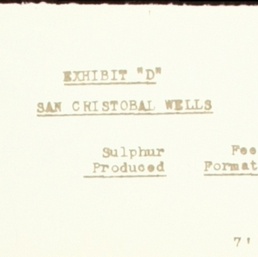 EXHIBIT "D"
SAN CRISTOBAL WELLS
Sulphur Fee
Produced Format
7'